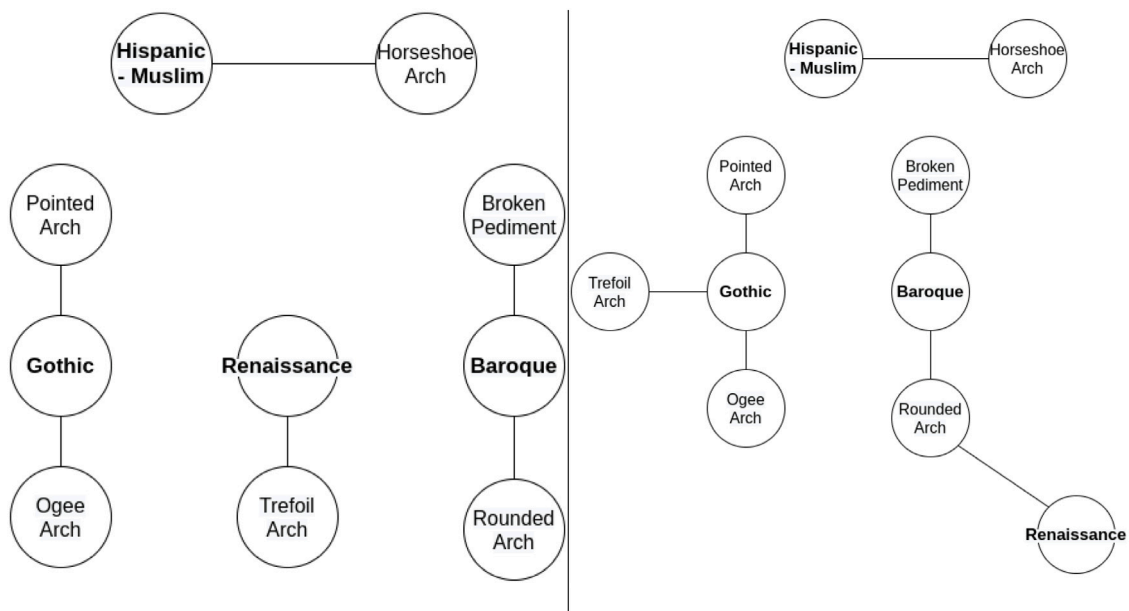 Hispanic
- Muslim
Horseshoe
Arch
Pointed
Arch
Broken
Pediment
Gothic
Renaissance
Baroque
Ogee
Arch
Trefoil
Arch
Rounded
Arch
Hispanic
- Muslim
Horseshoe
Arch
Pointed
Arch
Broken
Pediment
Trefoil
Arch
Gothic
Baroque
Ogee
Arch
Rounded
Arch
Renaissance